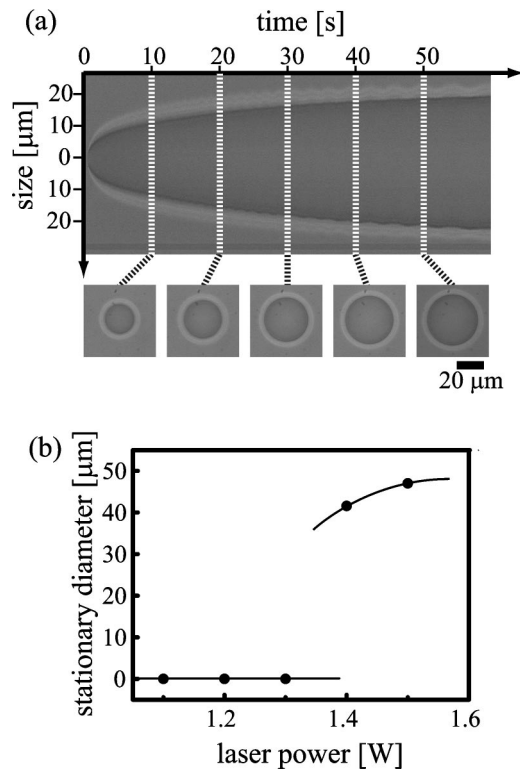 (a)
time [s]
0 10 20 30 40 50
size [μm]
20
10
0
10
20
20 μm
(b)
stationary diameter [μm]
50
40
30
20
10
0
1.2 1.4 1.6
laser power [W]